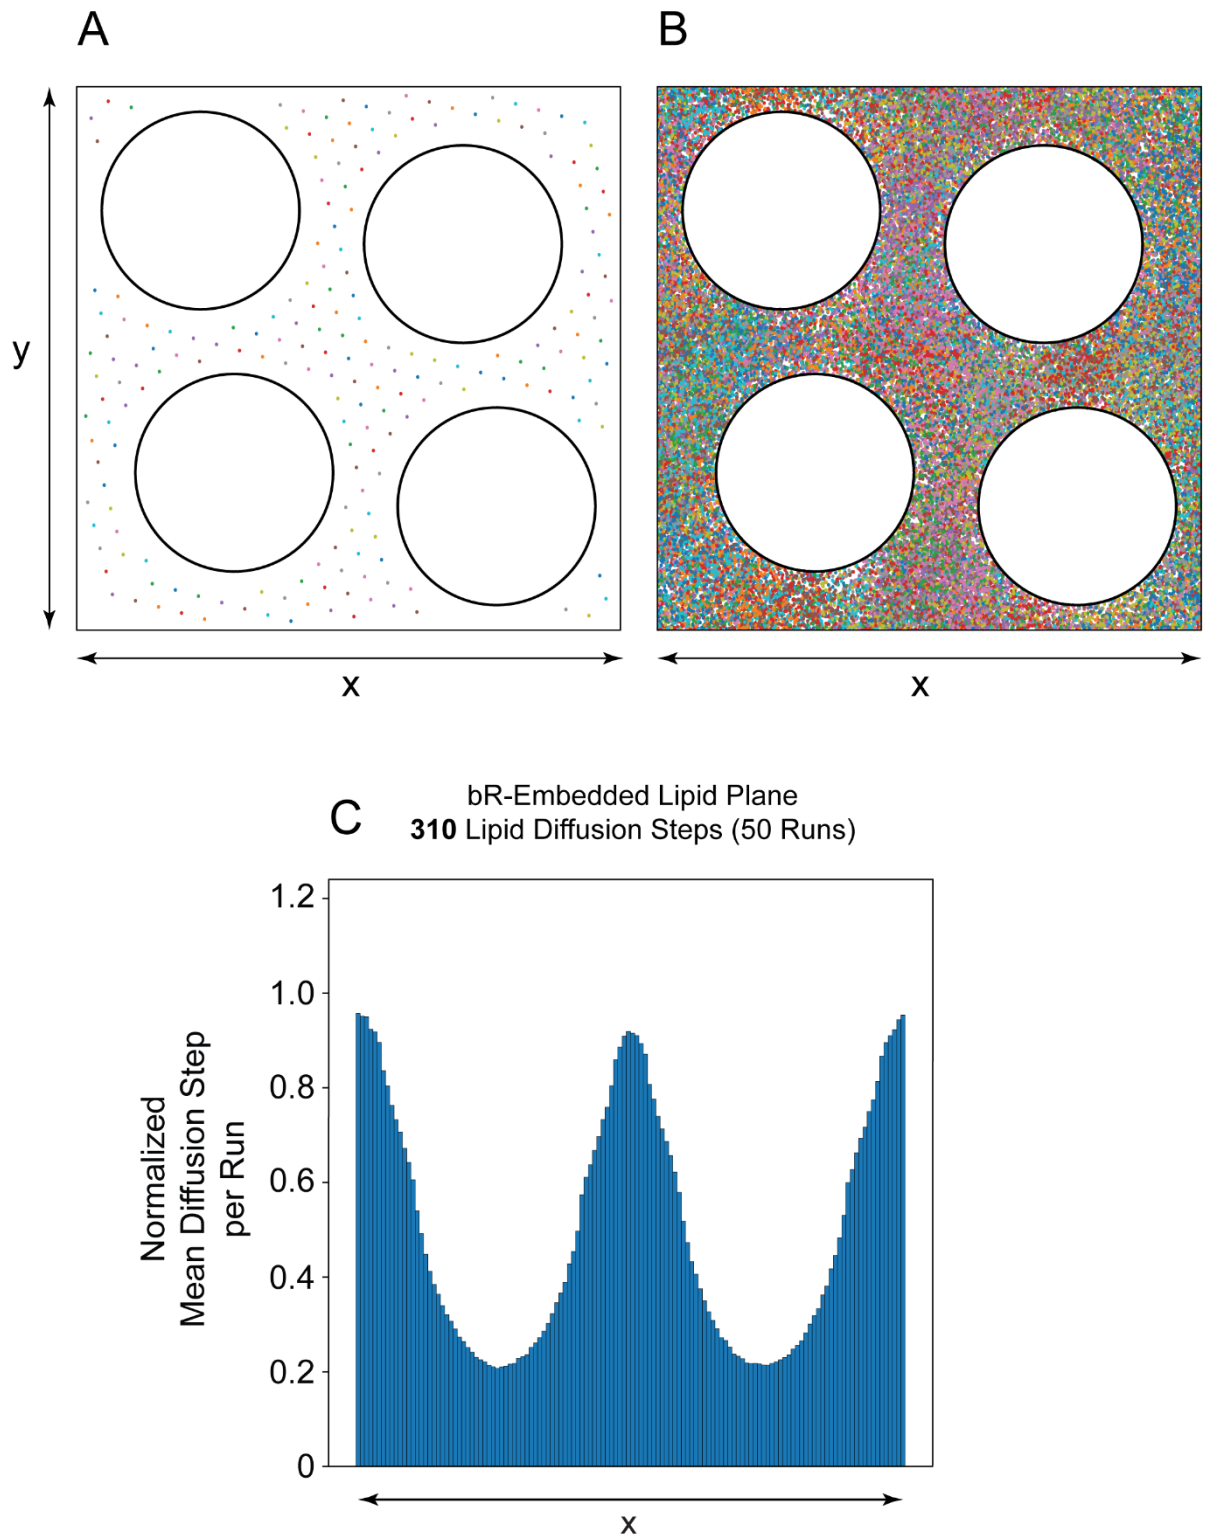 A
B
y
x
x
C
bR-Embedded Lipid Plane
310 Lipid Diffusion Steps (50 Runs)
1.2
1.0
0.8
0.6
0.4
0.2
0
Normalized
Mean Diffusion Step
per Run
x